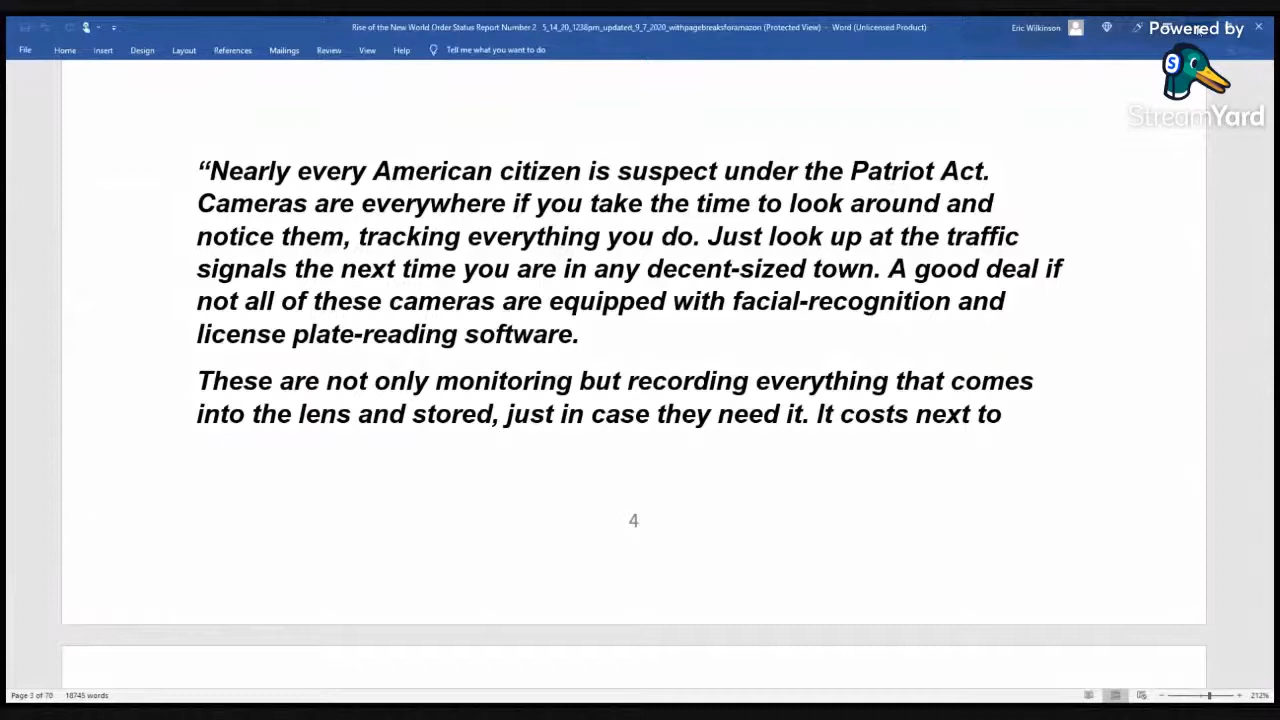 Rise of the New World Order Status Report Number 2 5_14_20_1238pm_updated_9_7_2020_withpagebreaksforamazon (Protected View) - Word (Unlicensed Product)
Eric Wilkinson
Powered by
File Home Insert Design Layout References Mailings Review View Help Tell me what you want to do
S
StreamYard
“Nearly every American citizen is suspect under the Patriot Act.
Cameras are everywhere if you take the time to look around and
notice them, tracking everything you do. Just look up at the traffic
signals the next time you are in any decent-sized town. A good deal if
not all of these cameras are equipped with facial-recognition and
license plate-reading software.
These are not only monitoring but recording everything that comes
into the lens and stored, just in case they need it. It costs next to
4
Page 3 of 70 18745 words
212%